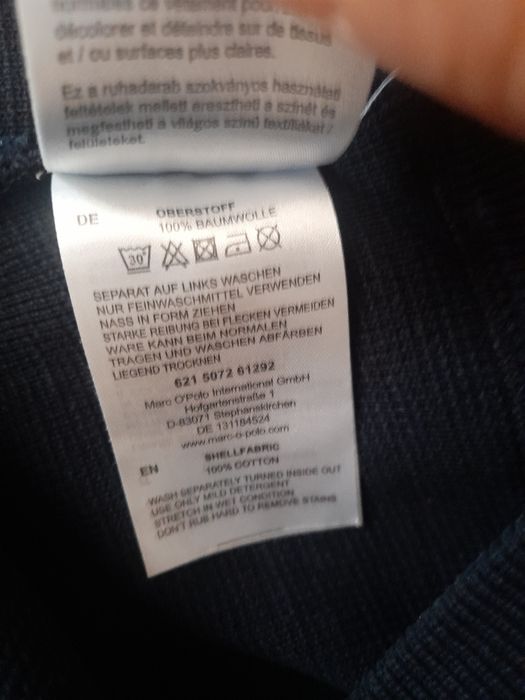 normales ce vêtement
décolorer et déteindre sur de tissus
et / ou surfaces plus claires.
Ez a ruhadarab szokványos használati
feltételek mellett eresztheti a színét és
megfestheti a világos színű textíliákat /
felületeket.
DE
OBERSTOFF
100% BAUMWOLLE
30°
SEPARAT AUF LINKS WASCHEN
NUR FEINWASCHMITTEL VERWENDEN
NASS IN FORM ZIEHEN
STARKE REIBUNG BEI FLECKEN VERMEIDEN
WARE KANN BEIM NORMALEN
TRAGEN UND WASCHEN ABFÄRBEN
LIEGEND TROCKNEN
621 5072 61292
Marc O'Polo International GmbH
Hofgartenstraße 1
D-83071 Stephanskirchen
DE 131184524
www.marc-o-polo.com
EN
SHELLFABRIC
100% COTTON
WASH SEPARATELY TURNED INSIDE OUT
USE ONLY MILD DETERGENT
STRETCH IN WET CONDITION
DON'T RUB HARD TO REMOVE STAINS